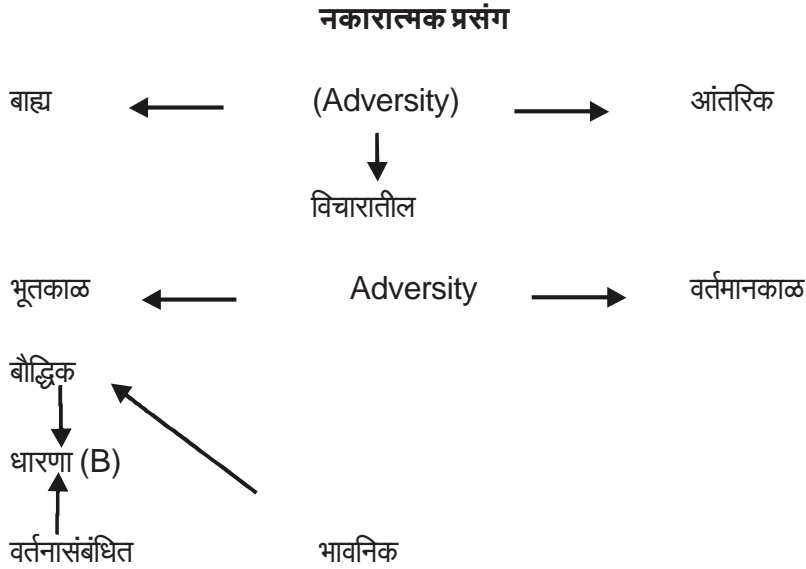 नकारात्मक प्रसंग
बाह्य (Adversity) आंतरिक
विचारातील
भूतकाळ Adversity वर्तमानकाळ
बौद्धिक
धारणा (B)
वर्तनासंबंधित भावनिक